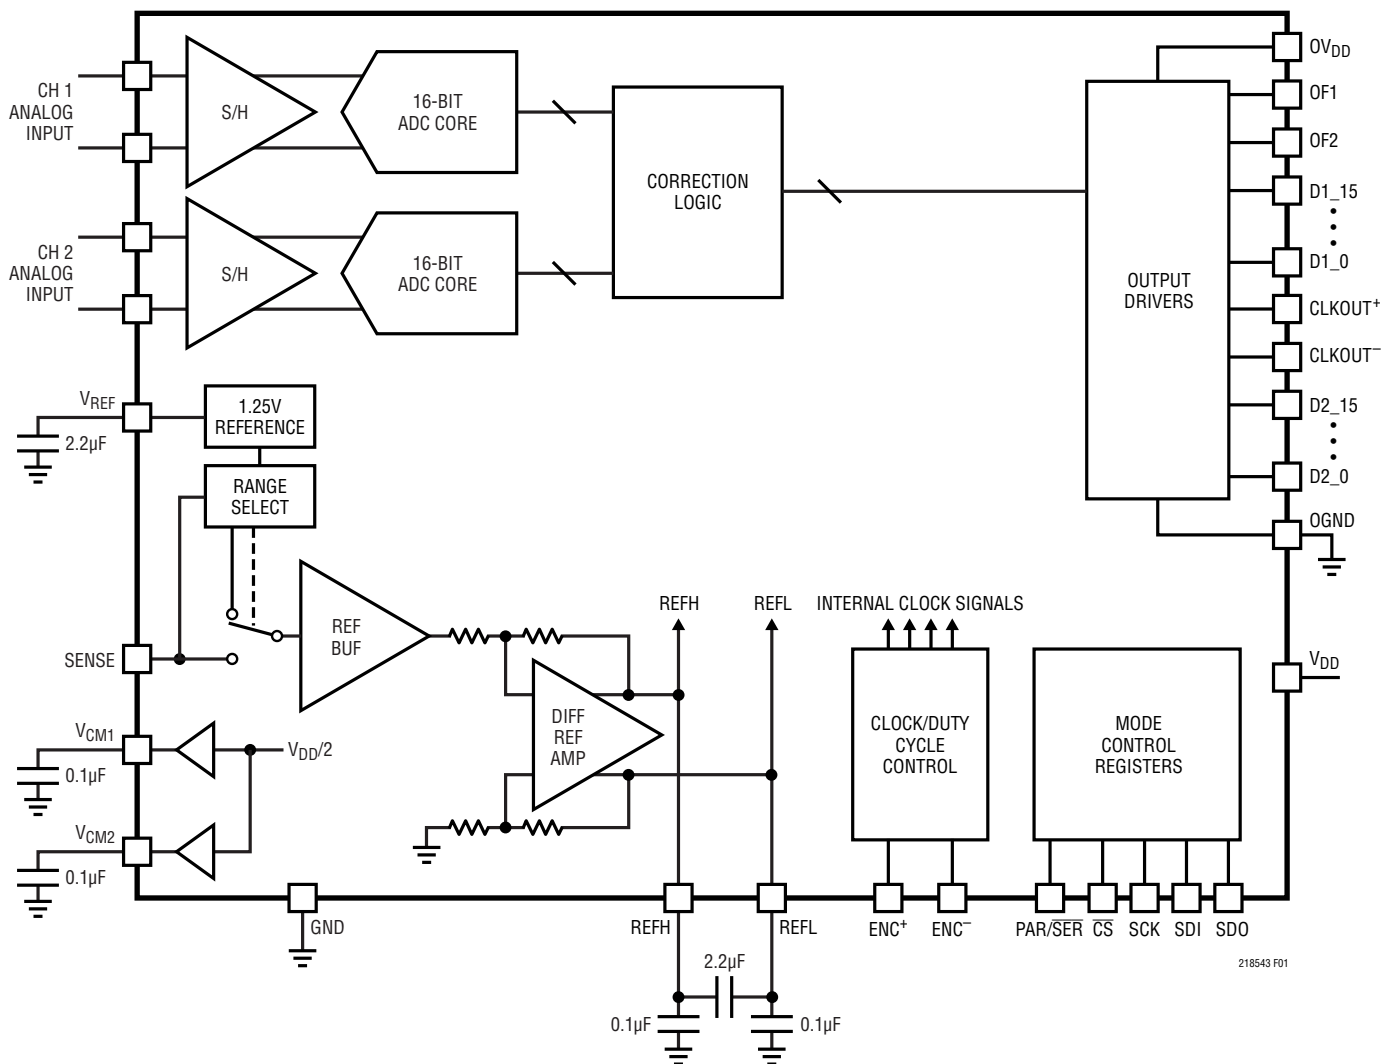 CH 1
ANALOG
INPUT
S/H
16-BIT
ADC CORE
CH 2
ANALOG
INPUT
S/H
16-BIT
ADC CORE
CORRECTION
LOGIC
OUTPUT
DRIVERS
OVDD
OF1
OF2
D1_15
D1_0
CLKOUT+
CLKOUT–
D2_15
D2_0
OGND
VREF
2.2µF
1.25V
REFERENCE
RANGE
SELECT
SENSE
REF
BUF
DIFF
REF
AMP
REFH
REFL
INTERNAL CLOCK SIGNALS
CLOCK/DUTY
CYCLE
CONTROL
MODE
CONTROL
REGISTERS
VDD
VCM1
0.1µF
VDD/2
VCM2
0.1µF
GND
REFH
REFL
ENC+
ENC–
PAR/SER
CS
SCK
SDI
SDO
2.2µF
0.1µF
0.1µF
218543 F01